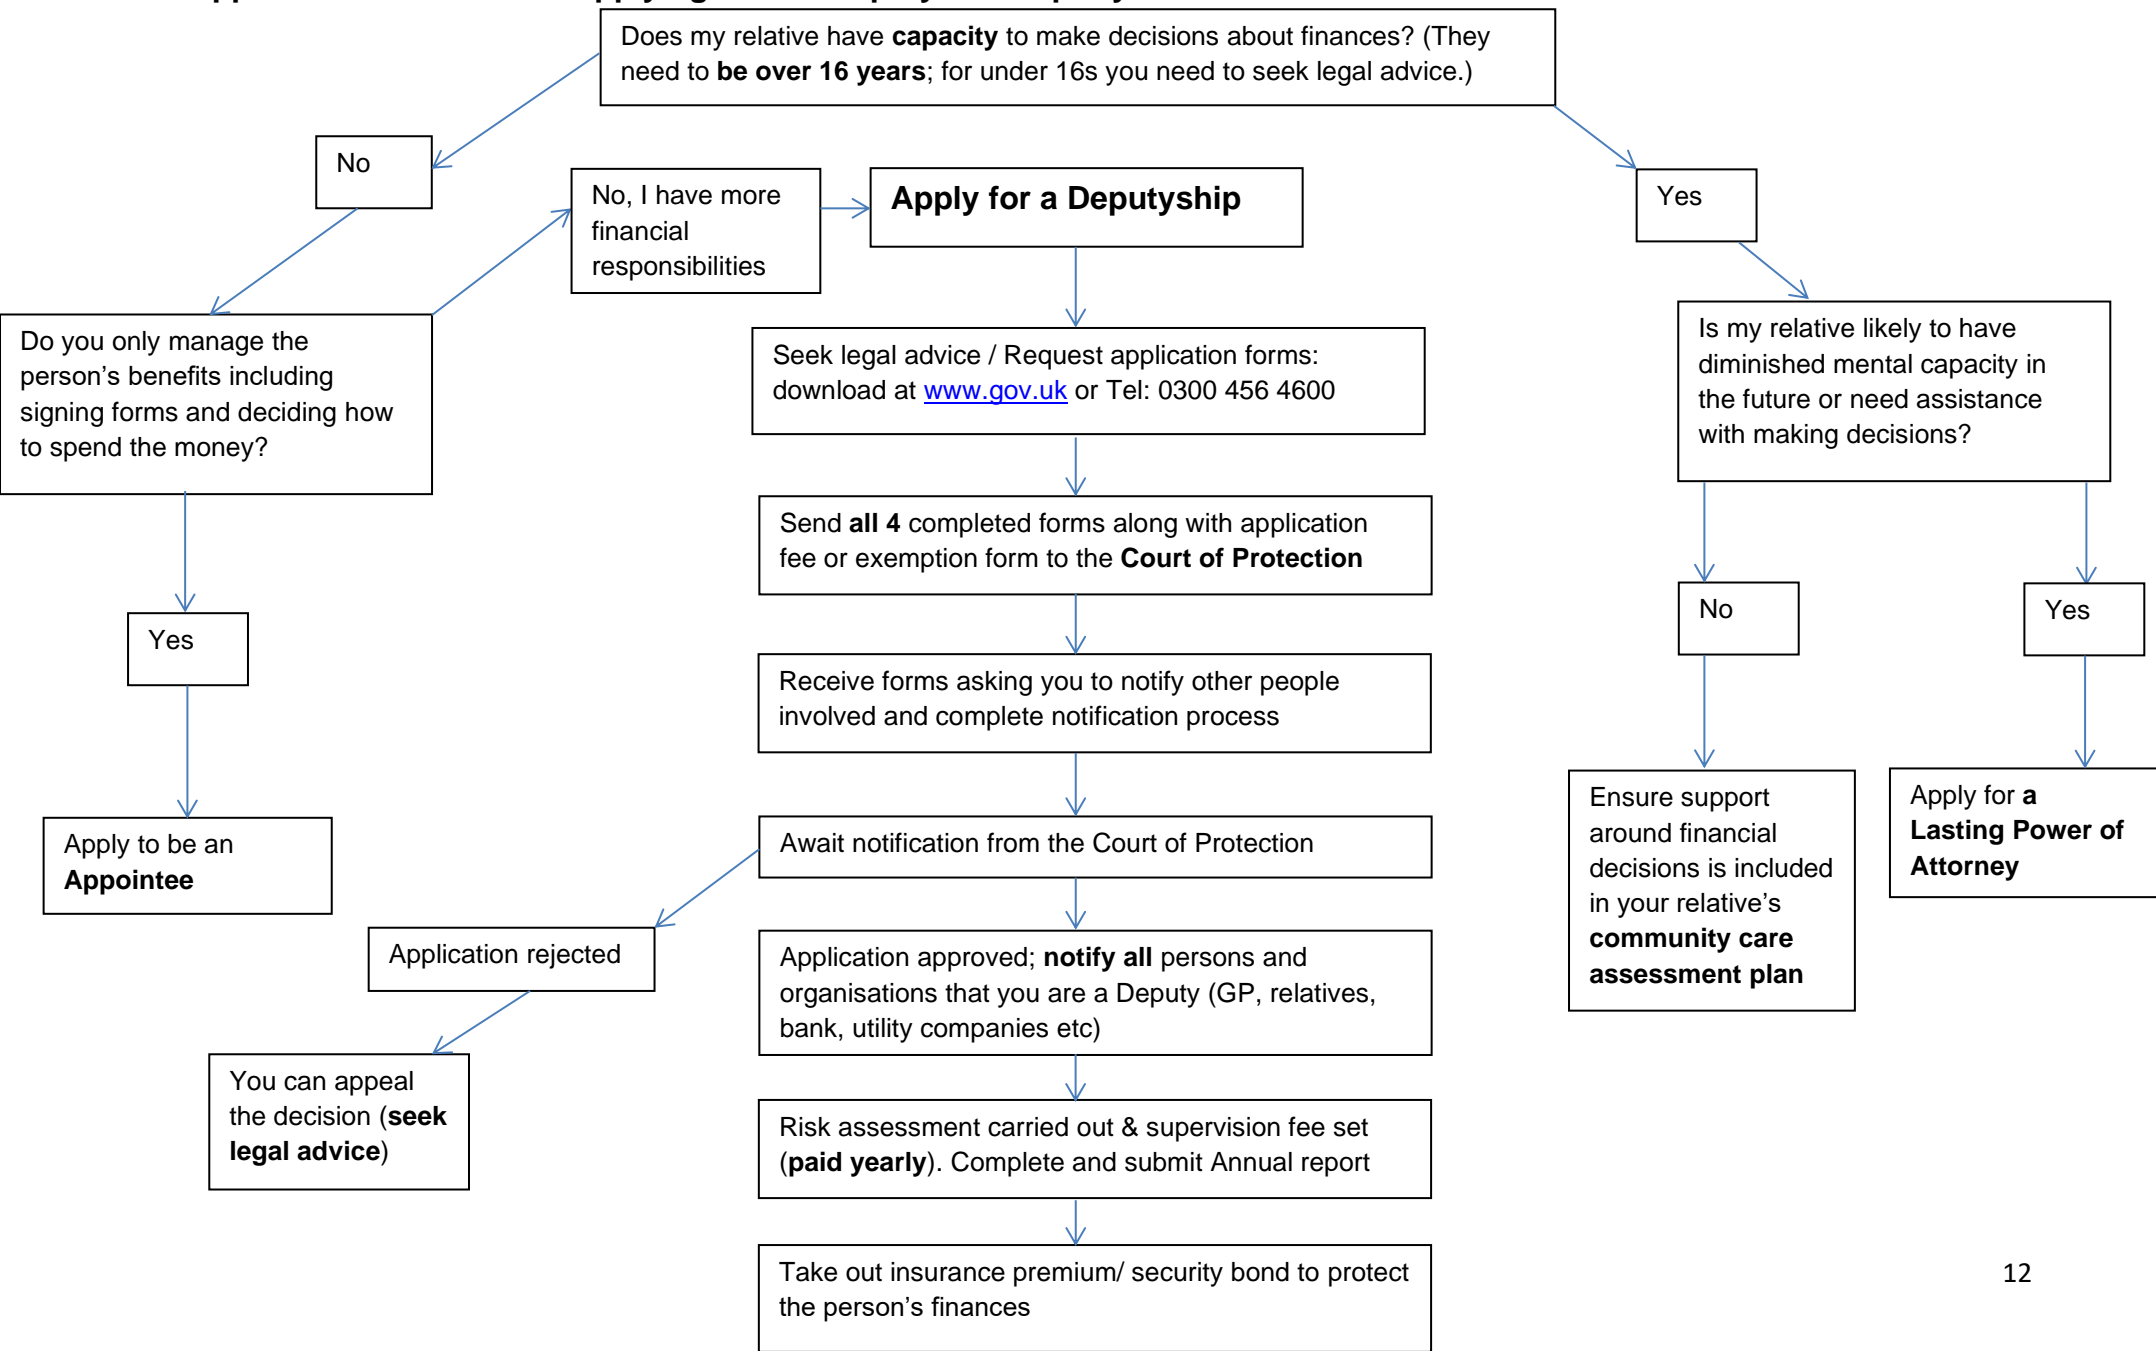 Does my relative have capacity to make decisions about finances? (They
need to be over 16 years; for under 16s you need to seek legal advice.)
No
No, I have more
financial
responsibilities
Apply for a Deputyship
Yes
Do you only manage the
person’s benefits including
signing forms and deciding how
to spend the money?
Seek legal advice / Request application forms:
download at www.gov.uk or Tel: 0300 456 4600
Is my relative likely to have
diminished mental capacity in
the future or need assistance
with making decisions?
Send all 4 completed forms along with application
fee or exemption form to the Court of Protection
Yes
No
Yes
Receive forms asking you to notify other people
involved and complete notification process
Apply to be an
Appointee
Await notification from the Court of Protection
Ensure support
around financial
decisions is included
in your relative’s
community care
assessment plan
Apply for a
Lasting Power of
Attorney
Application rejected
Application approved; notify all persons and
organisations that you are a Deputy (GP, relatives,
bank, utility companies etc)
You can appeal
the decision (seek
legal advice)
Risk assessment carried out & supervision fee set
(paid yearly). Complete and submit Annual report
Take out insurance premium/ security bond to protect
the person’s finances
12